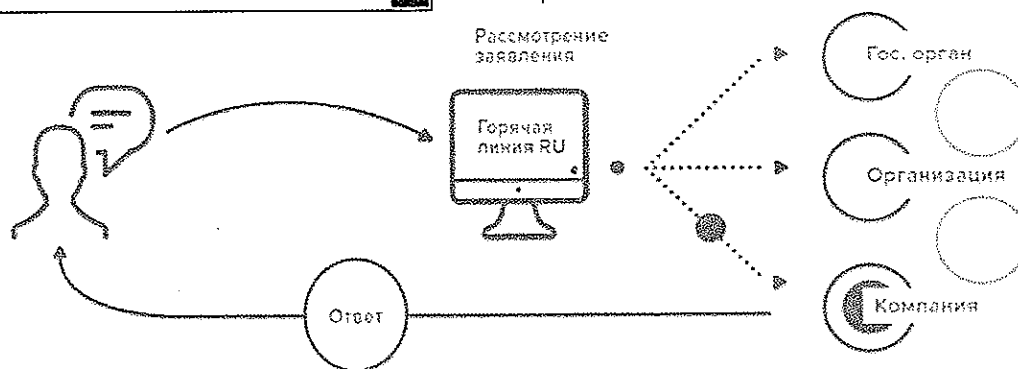 Рассмотрение
заявления
Горячая
линия RU
Гос. орган
Организация
Компания
Ответ